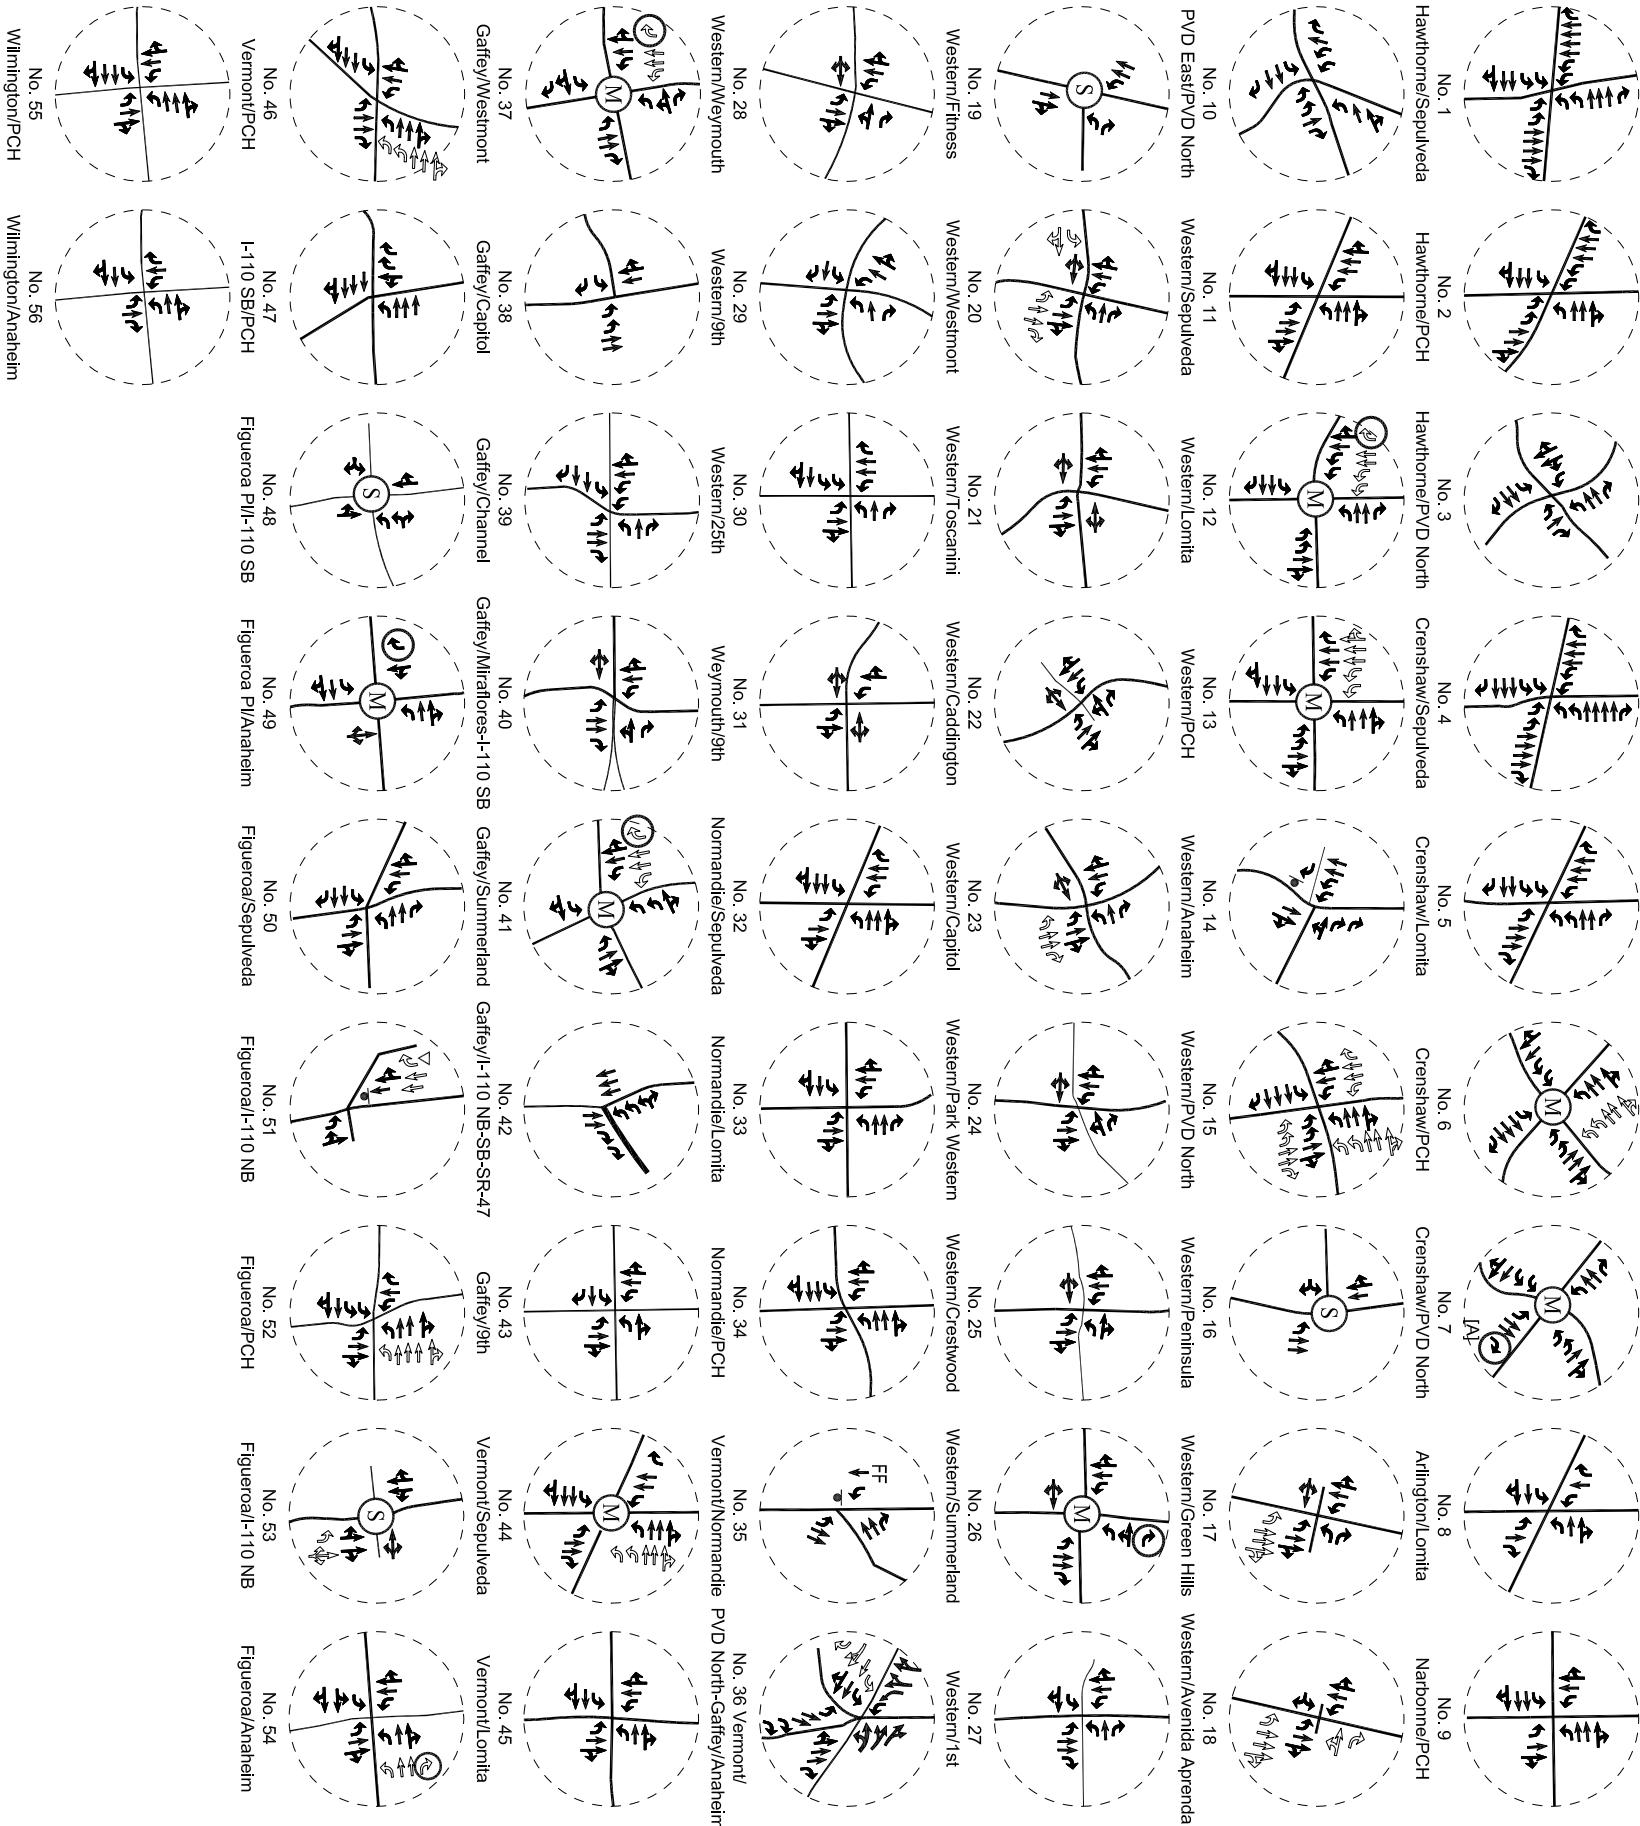 No. 1
Hawthorne/Sepulveda
No. 2
Hawthorne/PCH
No. 3
Hawthorne/PVD North
No. 4
Crenshaw/Sepulveda
No. 5
Crenshaw/Lomita
M
No. 6
Crenshaw/PCH
M
[A]
No. 7
Crenshaw/PVD North
No. 8
Arlington/Lomita
No. 9
Narbonne/PCH
No. 10
PVD East/PVD North
No. 11
Western/Sepulveda
M
No. 12
Western/Lomita
M
No. 13
Western/PCH
No. 14
Western/Anaheim
No. 15
Western/PVD North
S
No. 16
Western/Peninsula
No. 17
Western/Green Hills
No. 18
Western/Avenida Aprenda
S
No. 19
Western/Fitness
No. 20
Western/Westmont
No. 21
Western/Toscanini
No. 22
Western/Caddington
No. 23
Western/Capitol
No. 24
Western/Park Western
No. 25
Western/Crestwood
M
No. 26
Western/Summerland
No. 27
Western/1st
No. 28
Western/Weymouth
No. 29
Western/9th
No. 30
Western/25th
No. 31
Weymouth/9th
No. 32
Normandie/Sepulveda
No. 33
Normandie/Lomita
No. 34
Normandie/PCH
FF
No. 35
Vermont/Normandie
No. 36 Vermont/
PVD North-Gaffey/Anaheim
M
No. 37
Gaffey/Westmont
No. 38
Gaffey/Capitol
No. 39
Gaffey/Channel
No. 40
Gaffey/Miraflores-I-110 SB
M
No. 41
Gaffey/Summerland
No. 42
Gaffey/I-110 NB-SB-SR-47
No. 43
Gaffey/9th
M
No. 44
Vermont/Sepulveda
No. 45
Vermont/Lomita
No. 46
Vermont/PCH
No. 47
I-110 SB/PCH
S
No. 48
Figueroa Pl/I-110 SB
M
No. 49
Figueroa Pl/Anaheim
No. 50
Figueroa/Sepulveda
No. 51
Figueroa/I-110 NB
No. 52
Figueroa/PCH
S
No. 53
Figueroa/I-110 NB
No. 54
Figueroa/Anaheim
No. 55
Wilmington/PCH
No. 56
Wilmington/Anaheim